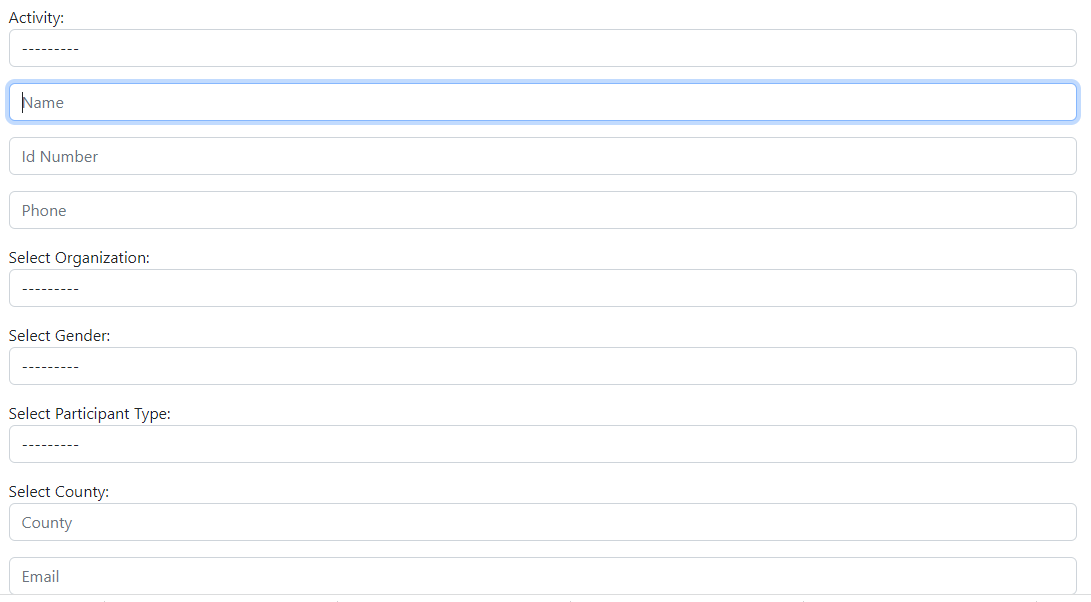 Activity:
---------
Name
Id Number
Phone
Select Organization:
---------
Select Gender:
---------
Select Participant Type:
---------
Select County:
County
Email